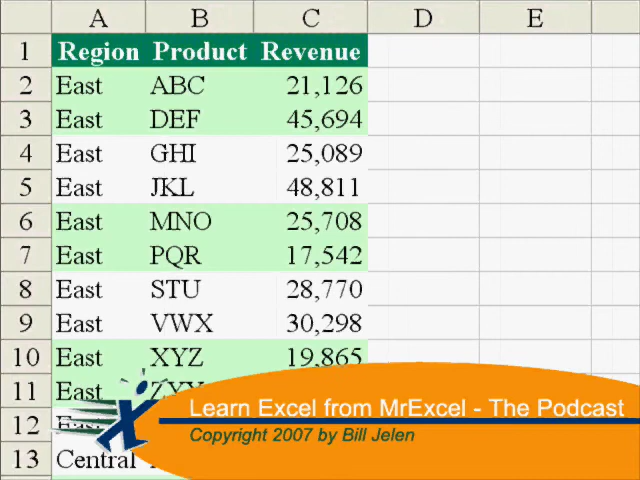 A B C D E
1 Region Product Revenue
2 East ABC 21,126
3 East DEF 45,694
4 East GHI 25,089
5 East JKL 48,811
6 East MNO 25,708
7 East PQR 17,542
8 East STU 28,770
9 East VWX 30,298
10 East XYZ 19,865
11 East
12 East
13 Central
Learn Excel from MrExcel - The Podcast
Copyright 2007 by Bill Jelen